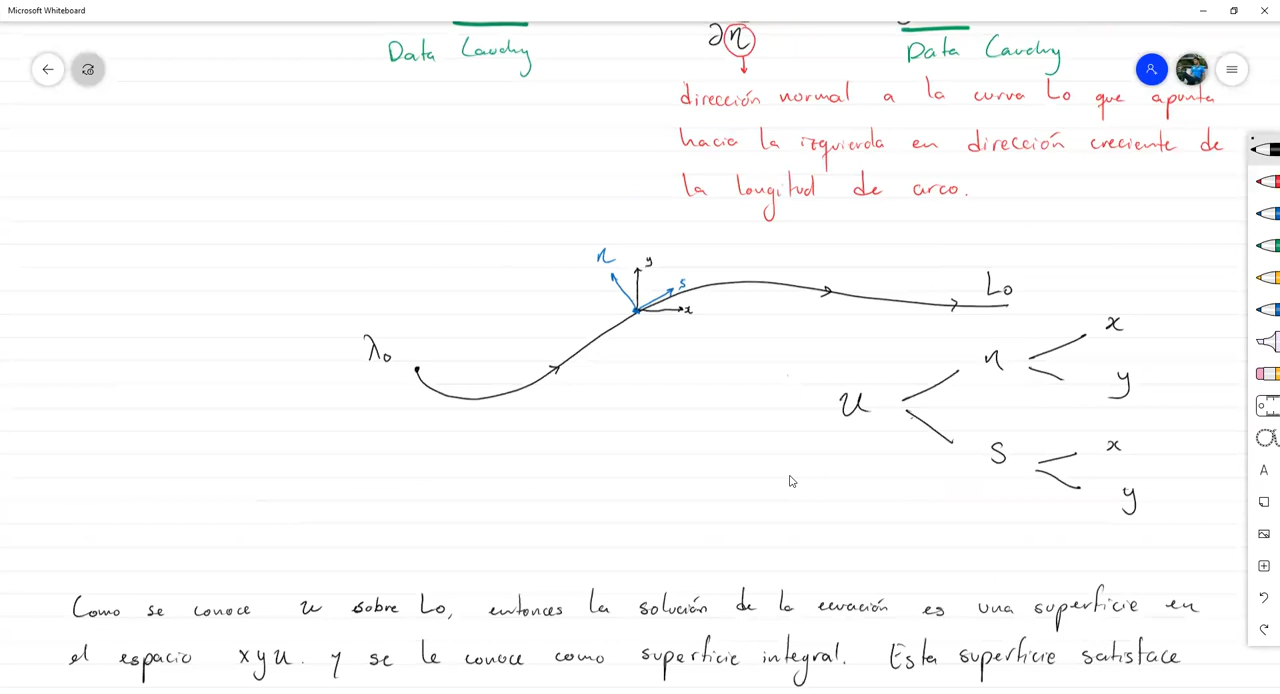 Microsoft Whiteboard
Data Cauchy
∂η
Data Cauchy
dirección normal a la curva Lo que apunta
hacia la izquierda en dirección creciente de
la longitud de arco.
n
y
s
x
Lo
λo
x
n
y
u
x
s
y
Como se conoce u sobre Lo, entonces la solución de la ecuación es una superficie en
el espacio xyu. y se le conoce como superficie integral. Esta superficie satisface
A